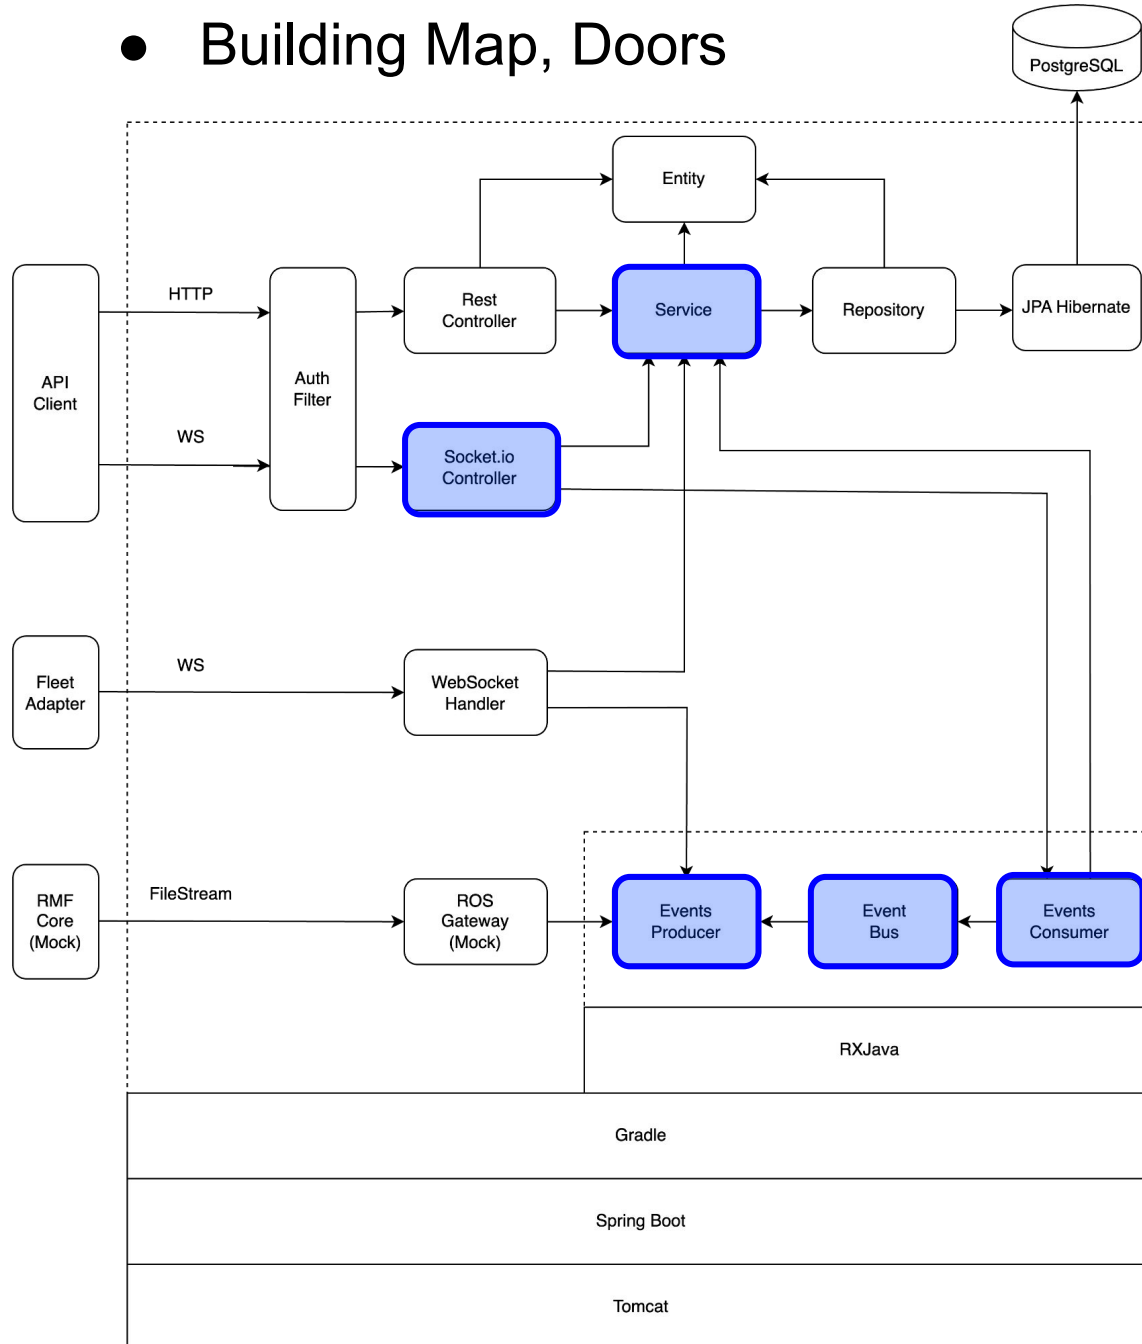 ● Building Map, Doors
PostgreSQL
Entity
HTTP
Rest
Controller
Service
Repository
JPA Hibernate
API
Client
Auth
Filter
WS
Socket.io
Controller
Fleet
Adapter
WS
WebSocket
Handler
RMF
Core
(Mock)
FileStream
ROS
Gateway
(Mock)
Events
Producer
Event
Bus
Events
Consumer
RXJava
Gradle
Spring Boot
Tomcat